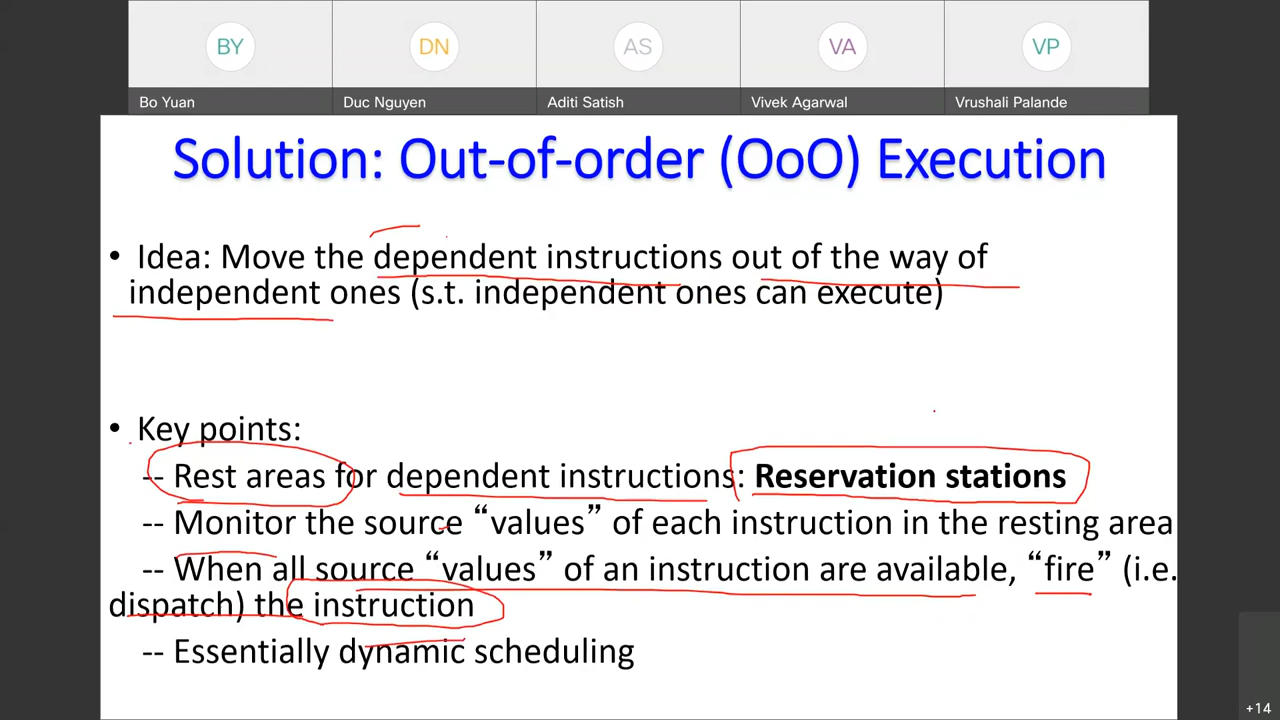 BY DN AS VA VP
Bo Yuan Duc Nguyen Aditi Satish Vivek Agarwal Vrushali Palande
Solution: Out-of-order (OoO) Execution
• Idea: Move the dependent instructions out of the way of
independent ones (s.t. independent ones can execute)
• Key points:
-- Rest areas for dependent instructions: Reservation stations
-- Monitor the source “values” of each instruction in the resting area
-- When all source “values” of an instruction are available, “fire” (i.e.
dispatch) the instruction
-- Essentially dynamic scheduling
+14